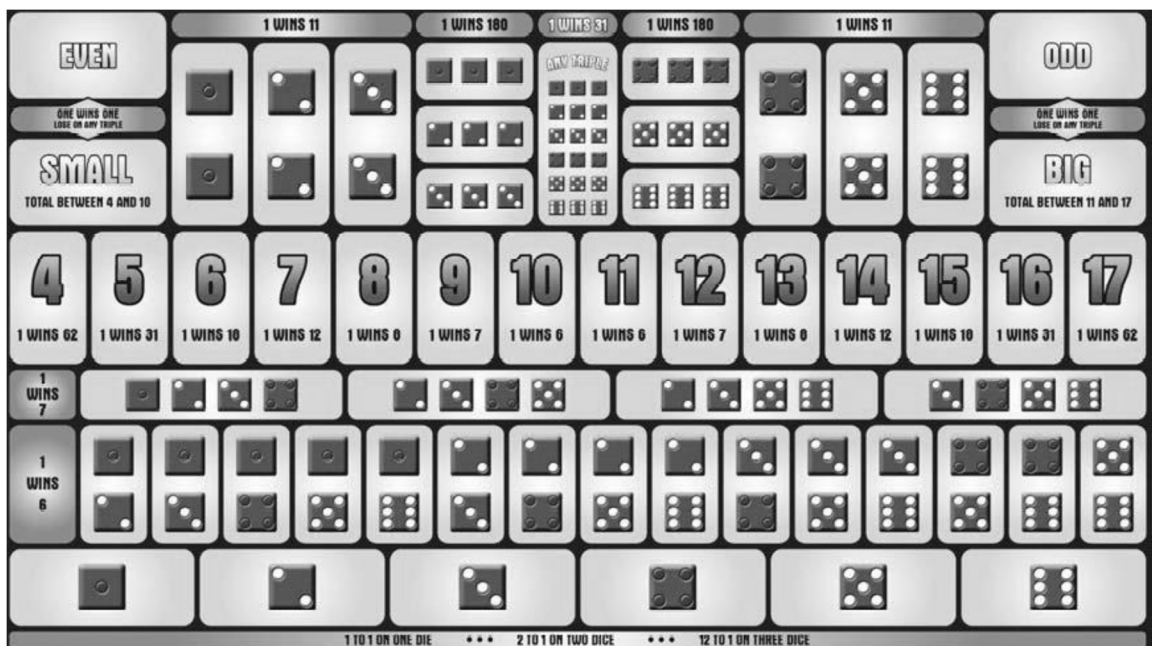 1 WINS 11
1 WINS 180
1 WINS 31
1 WINS 180
1 WINS 11
EVEN
ODD
ANY TRIPLE
ONE WINS ONE
LOSE ON ANY TRIPLE
ONE WINS ONE
LOSE ON ANY TRIPLE
SMALL
TOTAL BETWEEN 4 AND 10
BIG
TOTAL BETWEEN 11 AND 17
4 5 6 7 8 9 10 11 12 13 14 15 16 17
1 WINS 62 1 WINS 31 1 WINS 18 1 WINS 12 1 WINS 8 1 WINS 7 1 WINS 6 1 WINS 6 1 WINS 7 1 WINS 8 1 WINS 12 1 WINS 18 1 WINS 31 1 WINS 62
1
WINS
7
1
WINS
6
1 TO 1 ON ONE DIE 2 TO 1 ON TWO DICE 12 TO 1 ON THREE DICE